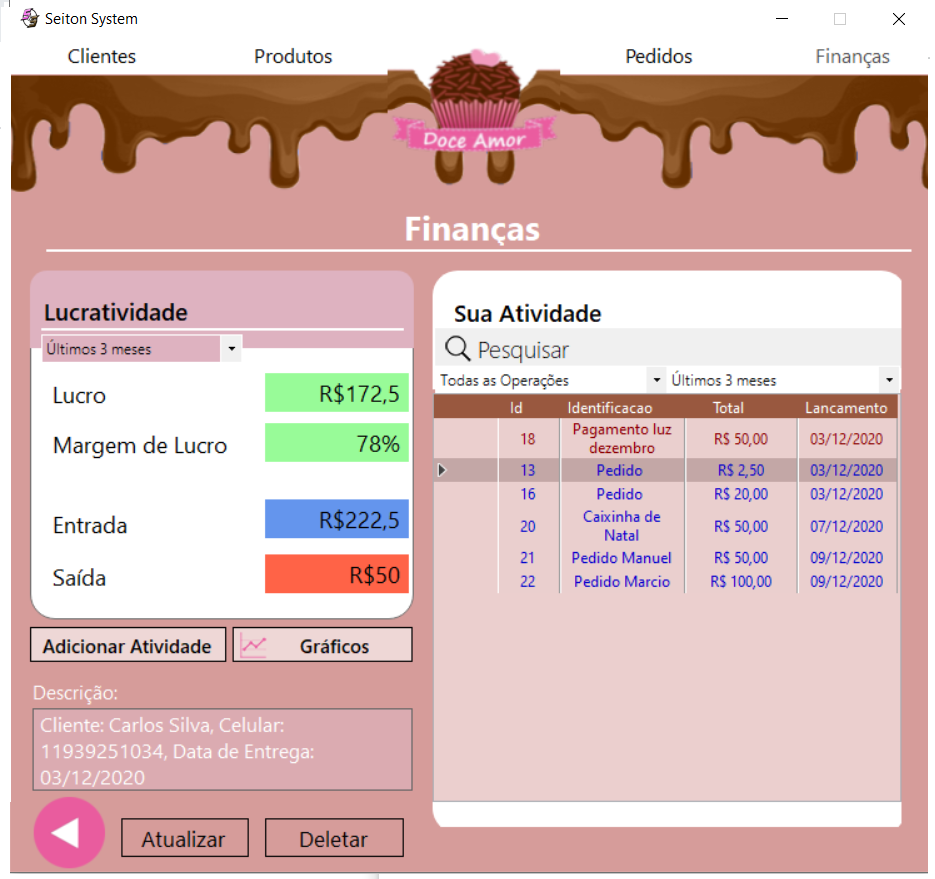 Seiton System
Clientes
Produtos
Pedidos
Finanças
Doce Amor
Finanças
Lucratividade
Últimos 3 meses
Lucro
R$172,5
Margem de Lucro
78%
Entrada
R$222,5
Saída
R$50
Adicionar Atividade
Gráficos
Descrição:
Cliente: Carlos Silva, Celular:
11939251034, Data de Entrega:
03/12/2020
Atualizar
Deletar
Sua Atividade
Pesquisar
Todas as Operações
Últimos 3 meses
Id Identificacao Total Lancamento
18 Pagamento luz dezembro R$ 50,00 03/12/2020
13 Pedido R$ 2,50 03/12/2020
16 Pedido R$ 20,00 03/12/2020
20 Caixinha de Natal R$ 50,00 07/12/2020
21 Pedido Manuel R$ 50,00 09/12/2020
22 Pedido Marcio R$ 100,00 09/12/2020